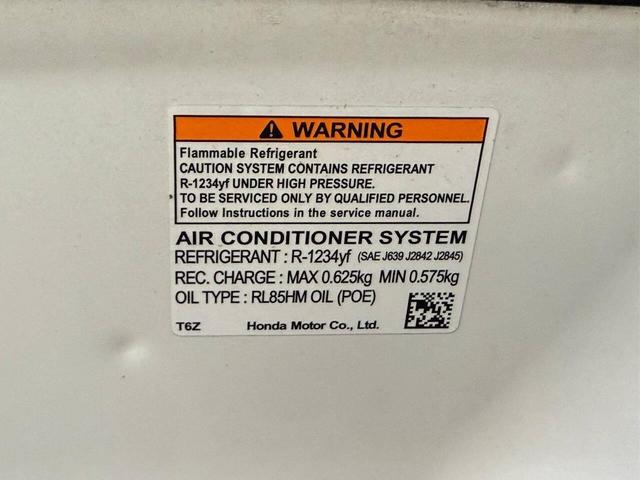 WARNING
Flammable Refrigerant
CAUTION SYSTEM CONTAINS REFRIGERANT
R-1234yf UNDER HIGH PRESSURE.
TO BE SERVICED ONLY BY QUALIFIED PERSONNEL.
Follow Instructions in the service manual.
AIR CONDITIONER SYSTEM
REFRIGERANT : R-1234yf (SAE J639 J2842 J2845)
REC. CHARGE : MAX 0.625kg MIN 0.575kg
OIL TYPE : RL85HM OIL (POE)
T6Z Honda Motor Co., Ltd.